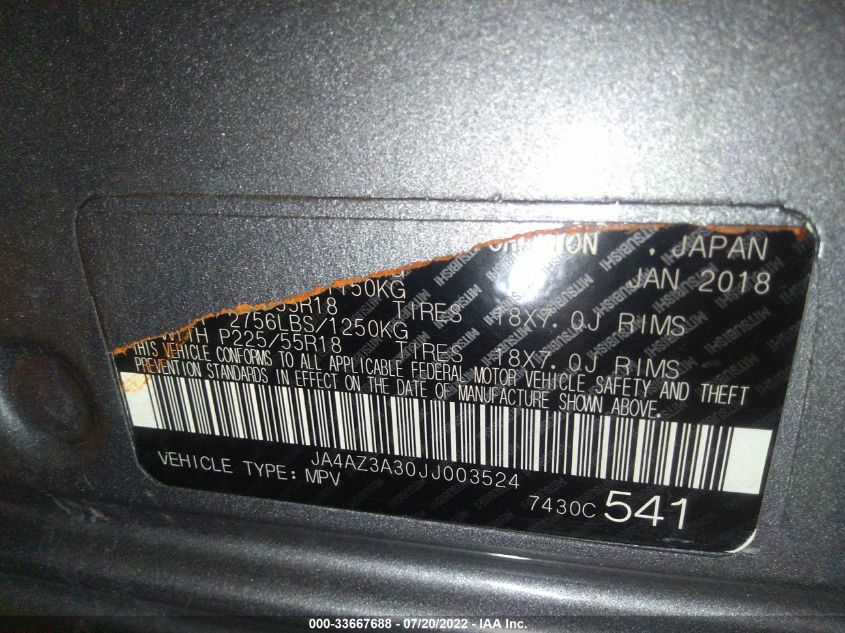 . JAPAN
JAN 2018
1150KG
55R18 TIRES 18X7.0J RIMS
2756LBS/1250KG
WITH P225/55R18 TIRES 18X7.0J RIMS
THIS VEHICLE CONFORMS TO ALL APPLICABLE FEDERAL MOTOR VEHICLE SAFETY AND THEFT
PREVENTION STANDARDS IN EFFECT ON THE DATE OF MANUFACTURE SHOWN ABOVE.
JA4AZ3A30JJ003524
VEHICLE TYPE: MPV
7430C 541
000-33667688 - 07/20/2022 - IAA Inc.